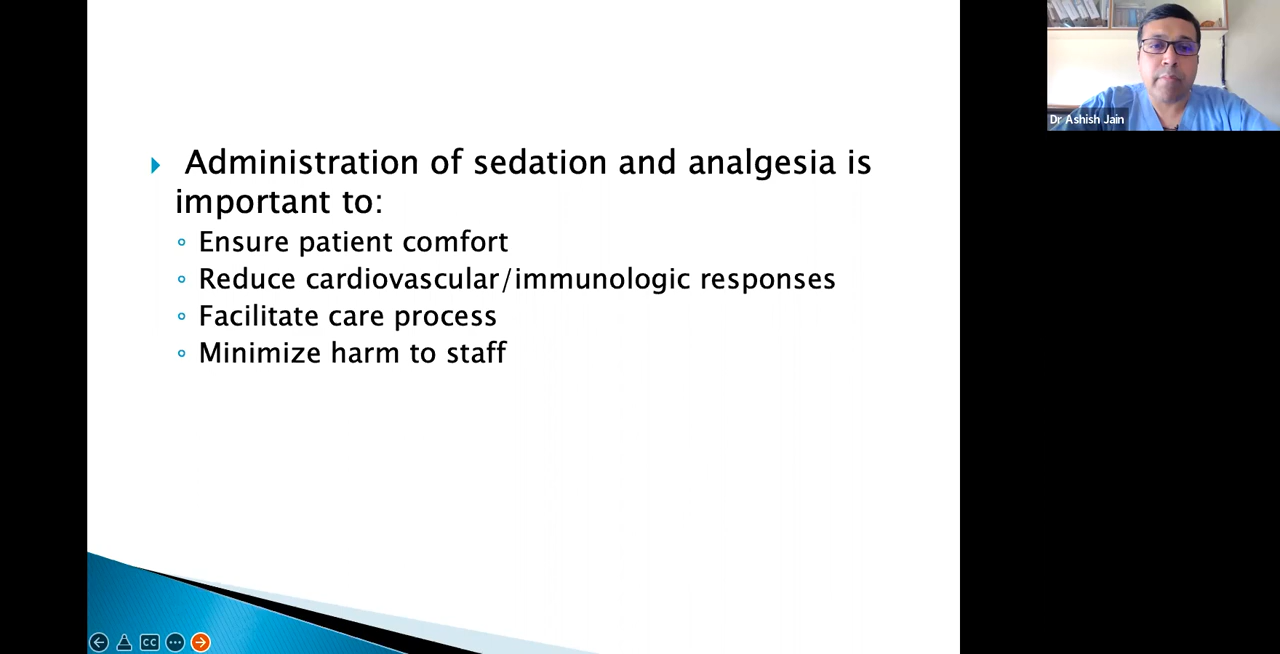 Administration of sedation and analgesia is
important to:
Ensure patient comfort
Reduce cardiovascular/immunologic responses
Facilitate care process
Minimize harm to staff
Dr Ashish Jain
CC